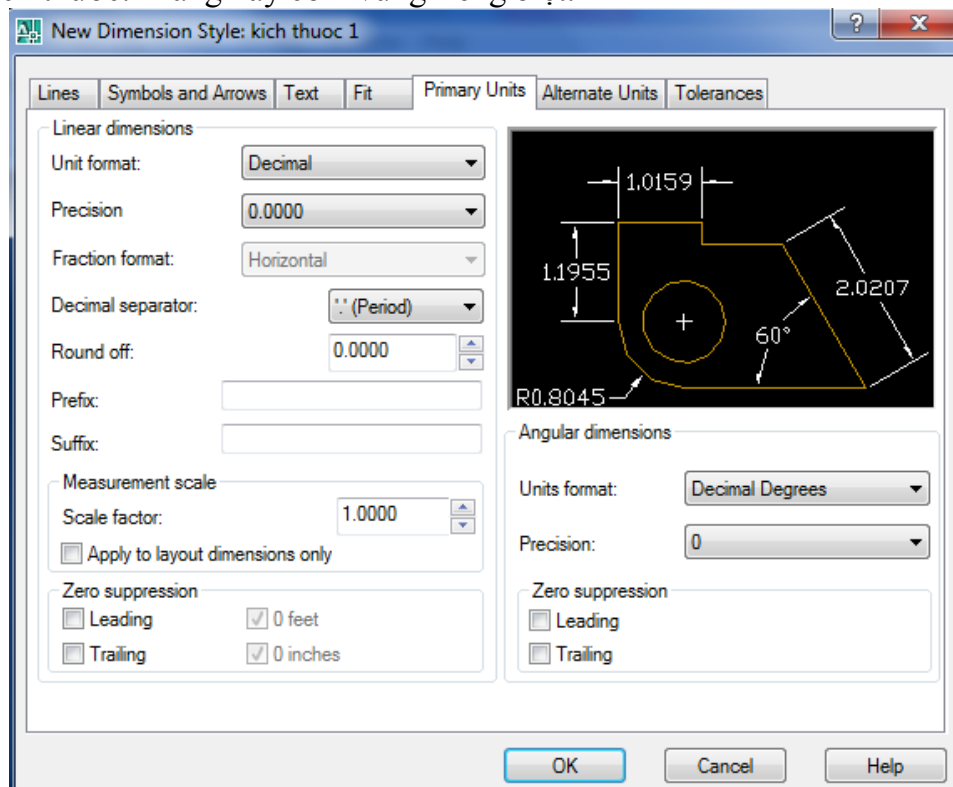 New Dimension Style: kich thuoc 1
Lines Symbols and Arrows Text Fit Primary Units Alternate Units Tolerances
Linear dimensions
Unit format: Decimal
Precision 0.0000
Fraction format: Horizontal
Decimal separator: '.' (Period)
Round off: 0.0000
Prefix:
Suffix:
Measurement scale
Scale factor: 1.0000
Apply to layout dimensions only
Zero suppression
Leading 0 feet
Trailing 0 inches
1.0159
1.1955
2.0207
60°
R0.8045
Angular dimensions
Units format: Decimal Degrees
Precision: 0
Zero suppression
Leading
Trailing
OK Cancel Help